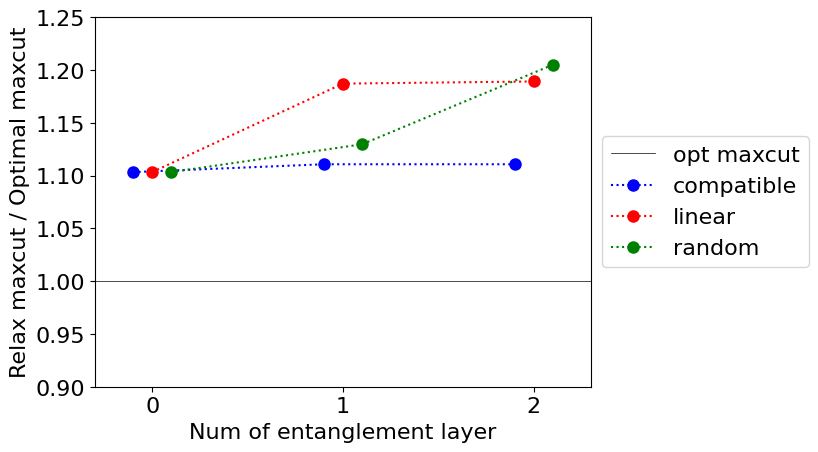 Relax maxcut / Optimal maxcut
1.25
1.20
1.15
1.10
1.05
1.00
0.95
0.90
0 1 2
Num of entanglement layer
opt maxcut
compatible
linear
random